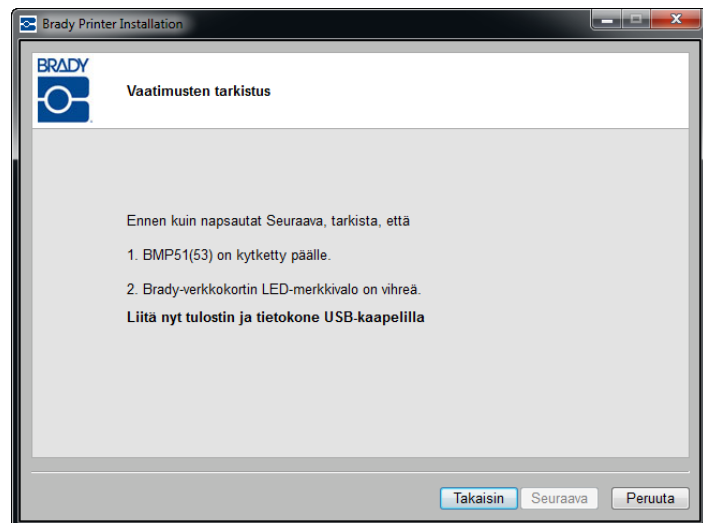 Brady Printer Installation
BRADY
Vaatimusten tarkistus
Ennen kuin napsautat Seuraava, tarkista, että
1. BMP51(53) on kytketty päälle.
2. Brady-verkkokortin LED-merkkivalo on vihreä.
Liitä nyt tulostin ja tietokone USB-kaapelilla
Takaisin Seuraava Peruuta